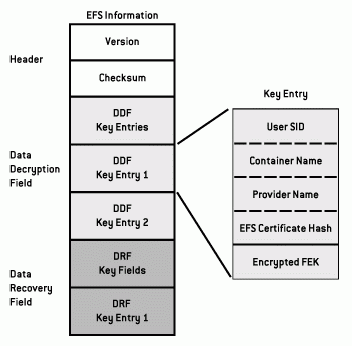 EFS Information
Version
Header
Checksum
DDF
Key Entries
Data
Decryption
Field
DDF
Key Entry 1
DDF
Key Entry 2
DRF
Key Fields
Data
Recovery
Field
DRF
Key Entry 1
Key Entry
User SID
Container Name
Provider Name
EFS Certificate Hash
Encrypted FEK